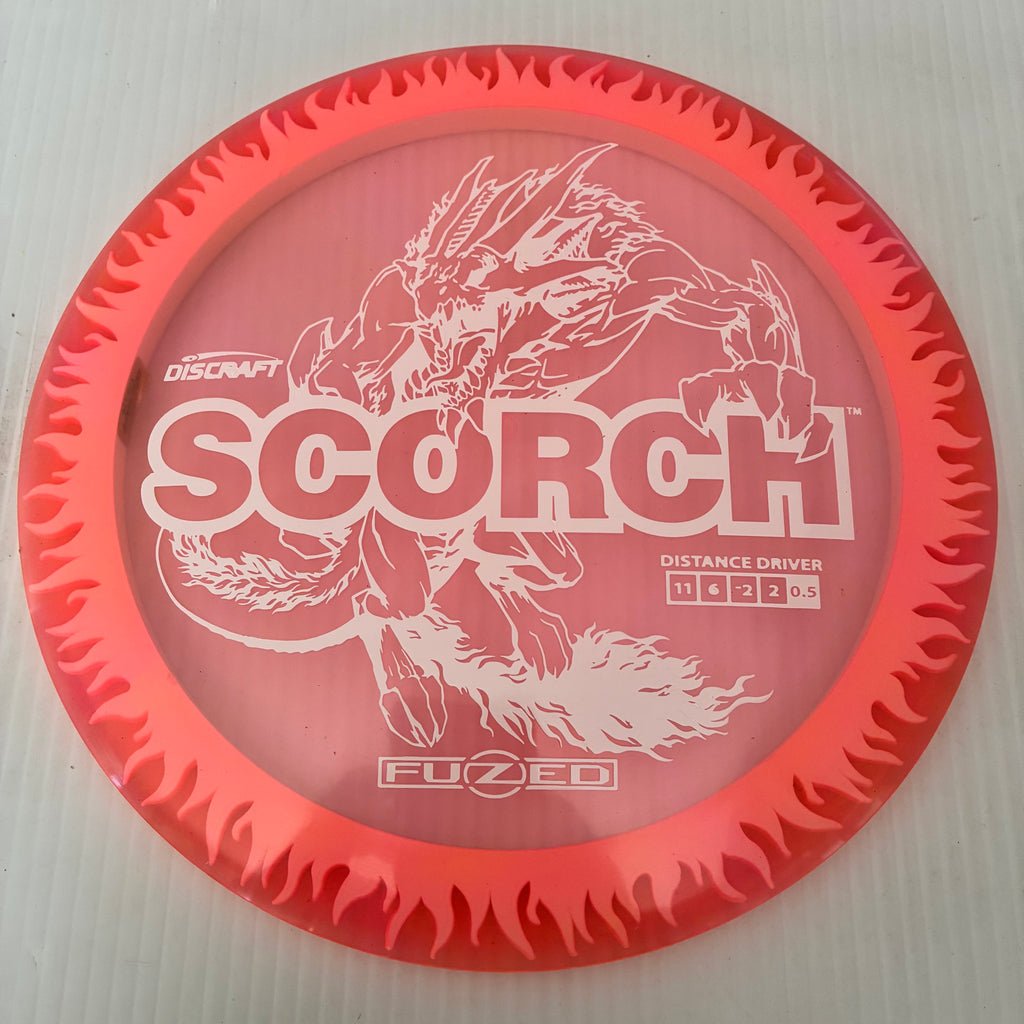 DISCRAFT
SCORCH™
DISTANCE DRIVER
11 6 -2 2 0.5
FUZED